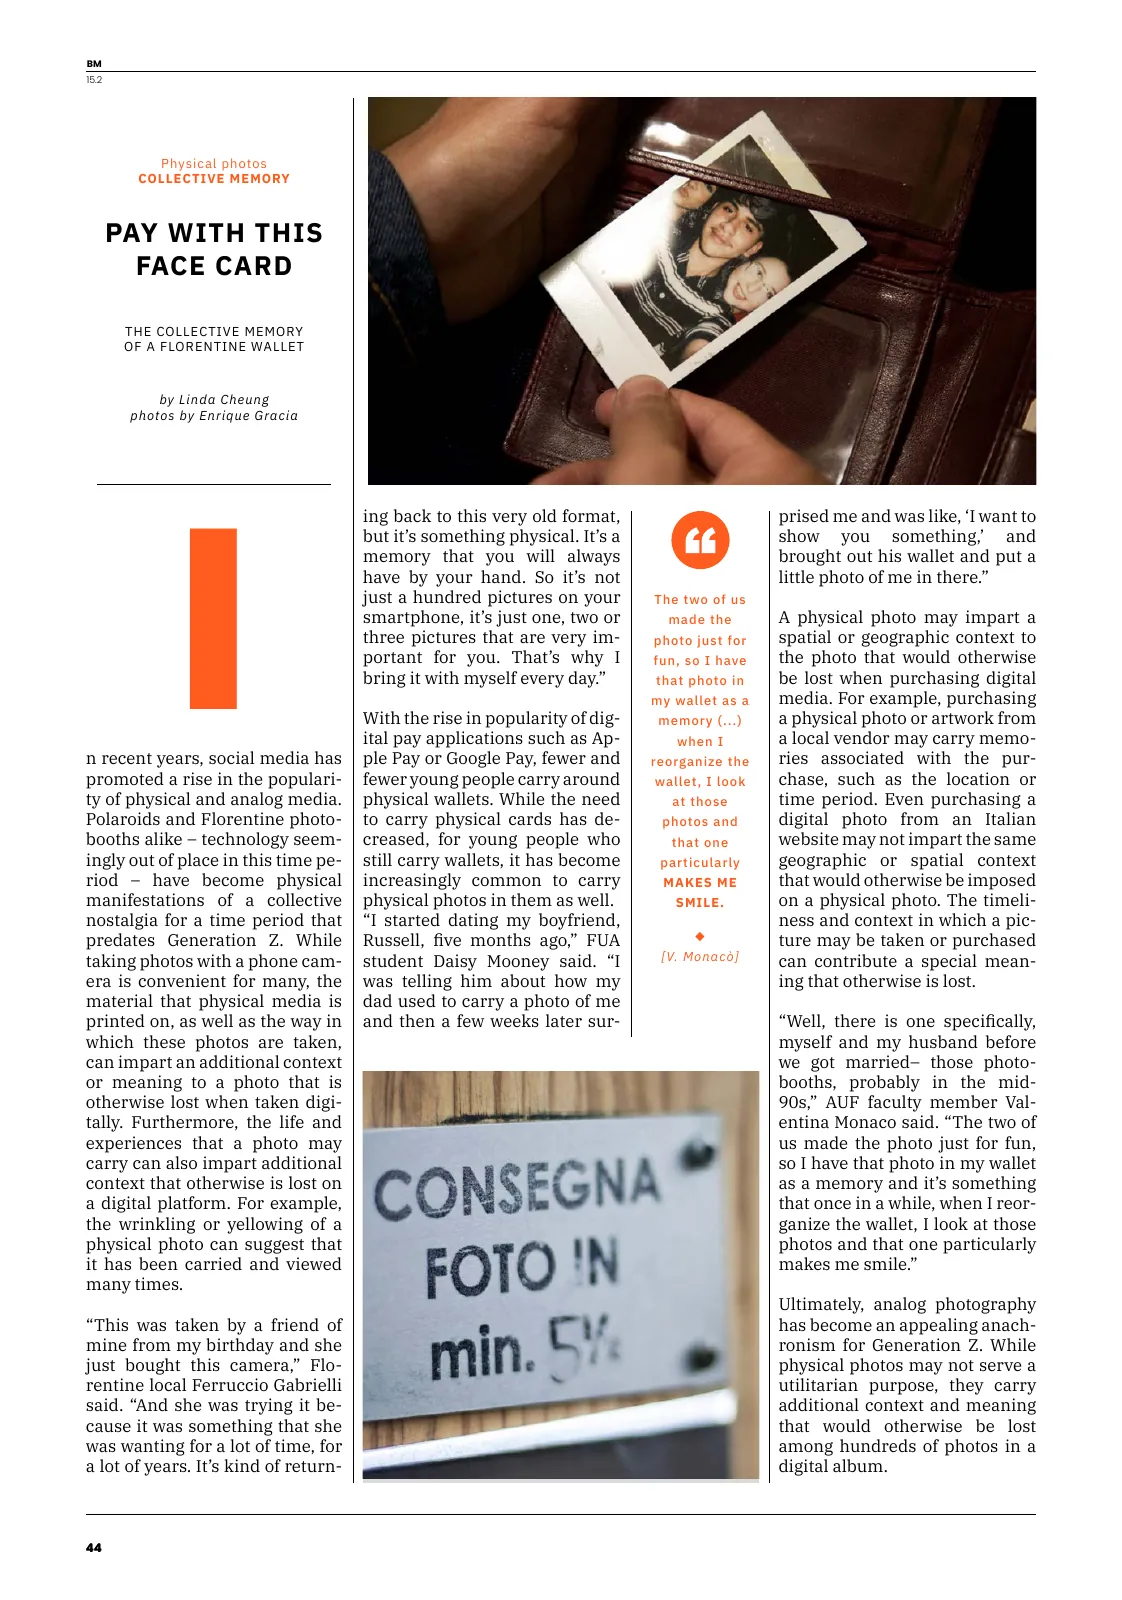 BM
15.2
Physical photos
COLLECTIVE MEMORY
PAY WITH THIS
FACE CARD
THE COLLECTIVE MEMORY
OF A FLORENTINE WALLET
by Linda Cheung
photos by Enrique Gracia
I
n recent years, social media has
promoted a rise in the populari-
ty of physical and analog media.
Polaroids and Florentine photo-
booths alike – technology seem-
ingly out of place in this time pe-
riod – have become physical
manifestations of a collective
nostalgia for a time period that
predates Generation Z. While
taking photos with a phone cam-
era is convenient for many, the
material that physical media is
printed on, as well as the way in
which these photos are taken,
can impart an additional context
or meaning to a photo that is
otherwise lost when taken digi-
tally. Furthermore, the life and
experiences that a photo may
carry can also impart additional
context that otherwise is lost on
a digital platform. For example,
the wrinkling or yellowing of a
physical photo can suggest that
it has been carried and viewed
many times.
“This was taken by a friend of
mine from my birthday and she
just bought this camera,” Flo-
rentine local Ferruccio Gabrielli
said. “And she was trying it be-
cause it was something that she
was wanting for a lot of time, for
a lot of years. It’s kind of return-
ing back to this very old format,
but it’s something physical. It’s a
memory that you will always
have by your hand. So it’s not
just a hundred pictures on your
smartphone, it’s just one, two or
three pictures that are very im-
portant for you. That’s why I
bring it with myself every day.”
With the rise in popularity of dig-
ital pay applications such as Ap-
ple Pay or Google Pay, fewer and
fewer young people carry around
physical wallets. While the need
to carry physical cards has de-
creased, for young people who
still carry wallets, it has become
increasingly common to carry
physical photos in them as well.
“I started dating my boyfriend,
Russell, five months ago,” FUA
student Daisy Mooney said. “I
was telling him about how my
dad used to carry a photo of me
and then a few weeks later sur-
CONSEGNA
FOTO IN
min. 5½
“
The two of us
made the
photo just for
fun, so I have
that photo in
my wallet as a
memory (...)
when I
reorganize the
wallet, I look
at those
photos and
that one
particularly
MAKES ME
SMILE.
[V. Monacò]
prised me and was like, ‘I want to
show you something,’ and
brought out his wallet and put a
little photo of me in there.”
A physical photo may impart a
spatial or geographic context to
the photo that would otherwise
be lost when purchasing digital
media. For example, purchasing
a physical photo or artwork from
a local vendor may carry memo-
ries associated with the pur-
chase, such as the location or
time period. Even purchasing a
digital photo from an Italian
website may not impart the same
geographic or spatial context
that would otherwise be imposed
on a physical photo. The timeli-
ness and context in which a pic-
ture may be taken or purchased
can contribute a special mean-
ing that otherwise is lost.
“Well, there is one specifically,
myself and my husband before
we got married– those photo-
booths, probably in the mid-
90s,” AUF faculty member Val-
entina Monaco said. “The two of
us made the photo just for fun,
so I have that photo in my wallet
as a memory and it’s something
that once in a while, when I reor-
ganize the wallet, I look at those
photos and that one particularly
makes me smile.”
Ultimately, analog photography
has become an appealing anach-
ronism for Generation Z. While
physical photos may not serve a
utilitarian purpose, they carry
additional context and meaning
that would otherwise be lost
among hundreds of photos in a
digital album.
44